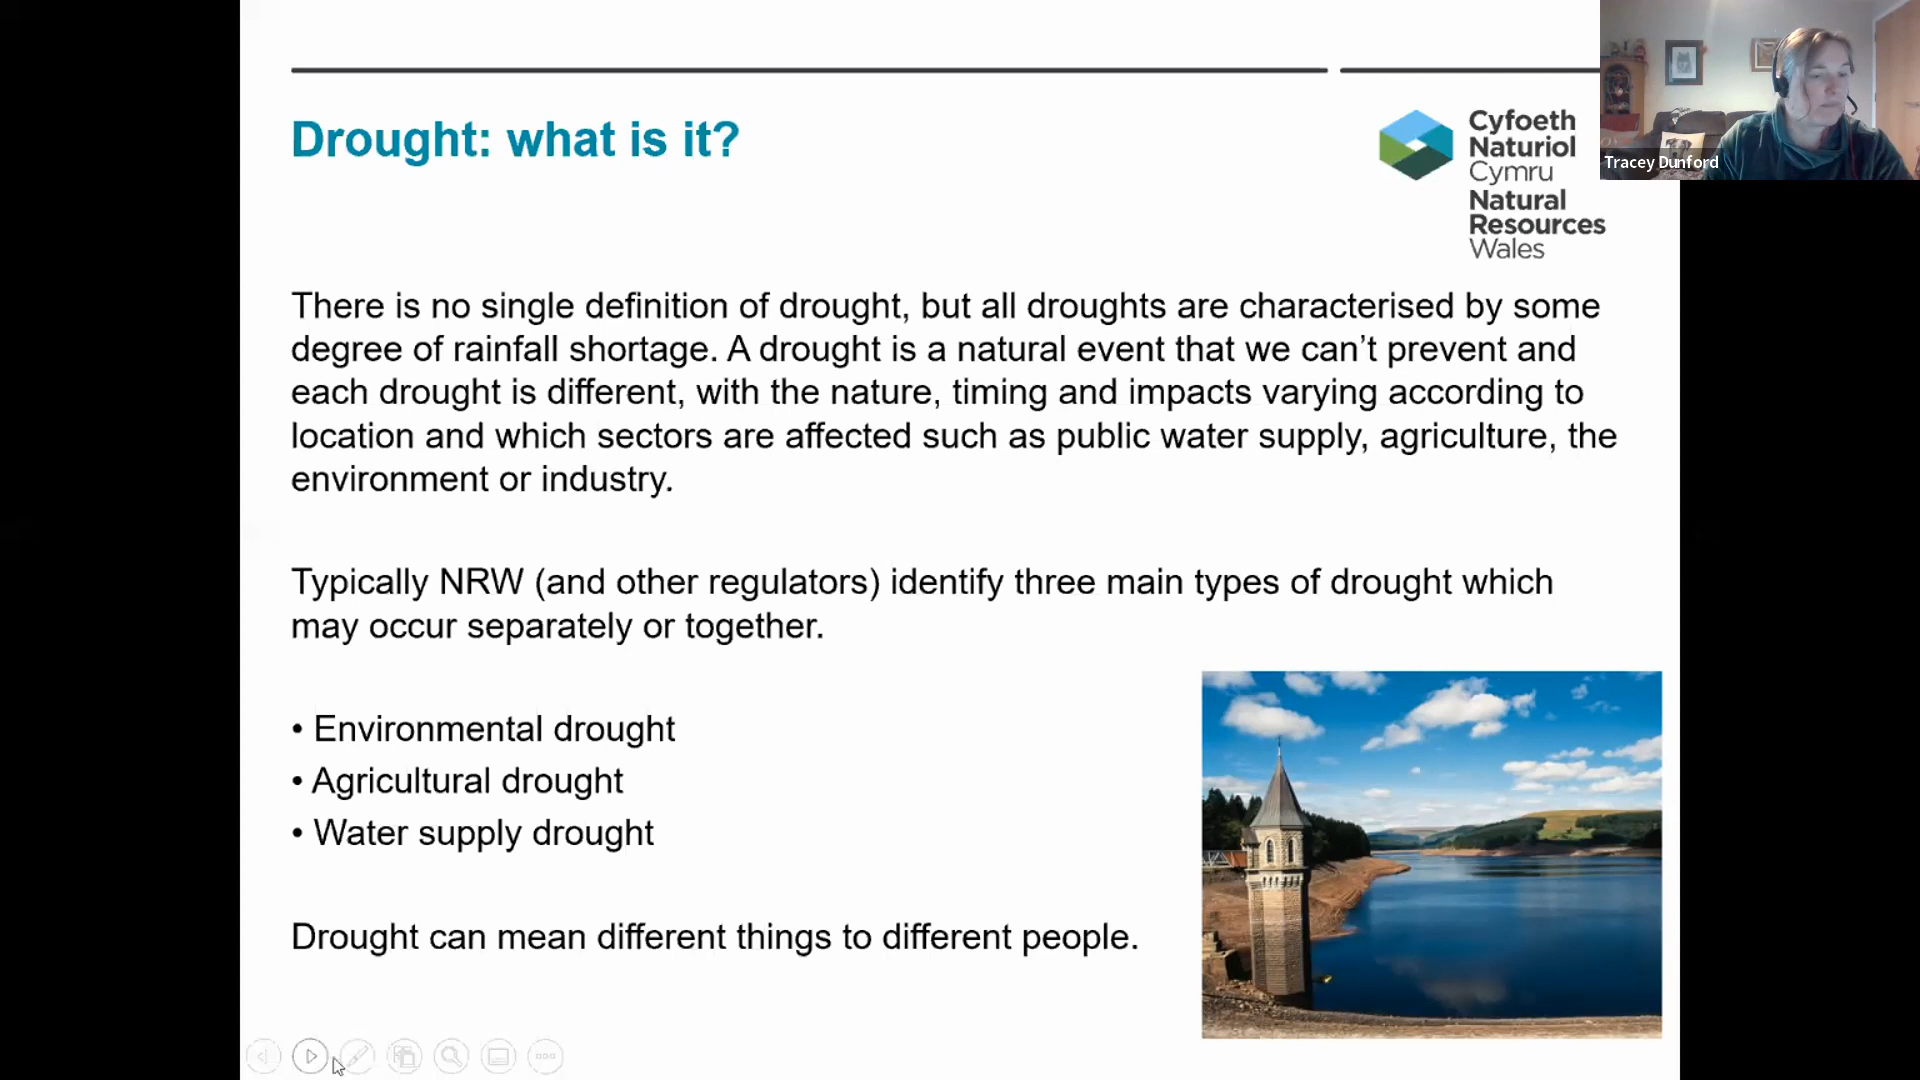 Drought: what is it?
Cyfoeth
Naturiol
Cymru
Natural
Resources
Wales
Tracey Dunford
There is no single definition of drought, but all droughts are characterised by some
degree of rainfall shortage. A drought is a natural event that we can’t prevent and
each drought is different, with the nature, timing and impacts varying according to
location and which sectors are affected such as public water supply, agriculture, the
environment or industry.
Typically NRW (and other regulators) identify three main types of drought which
may occur separately or together.
• Environmental drought
• Agricultural drought
• Water supply drought
Drought can mean different things to different people.